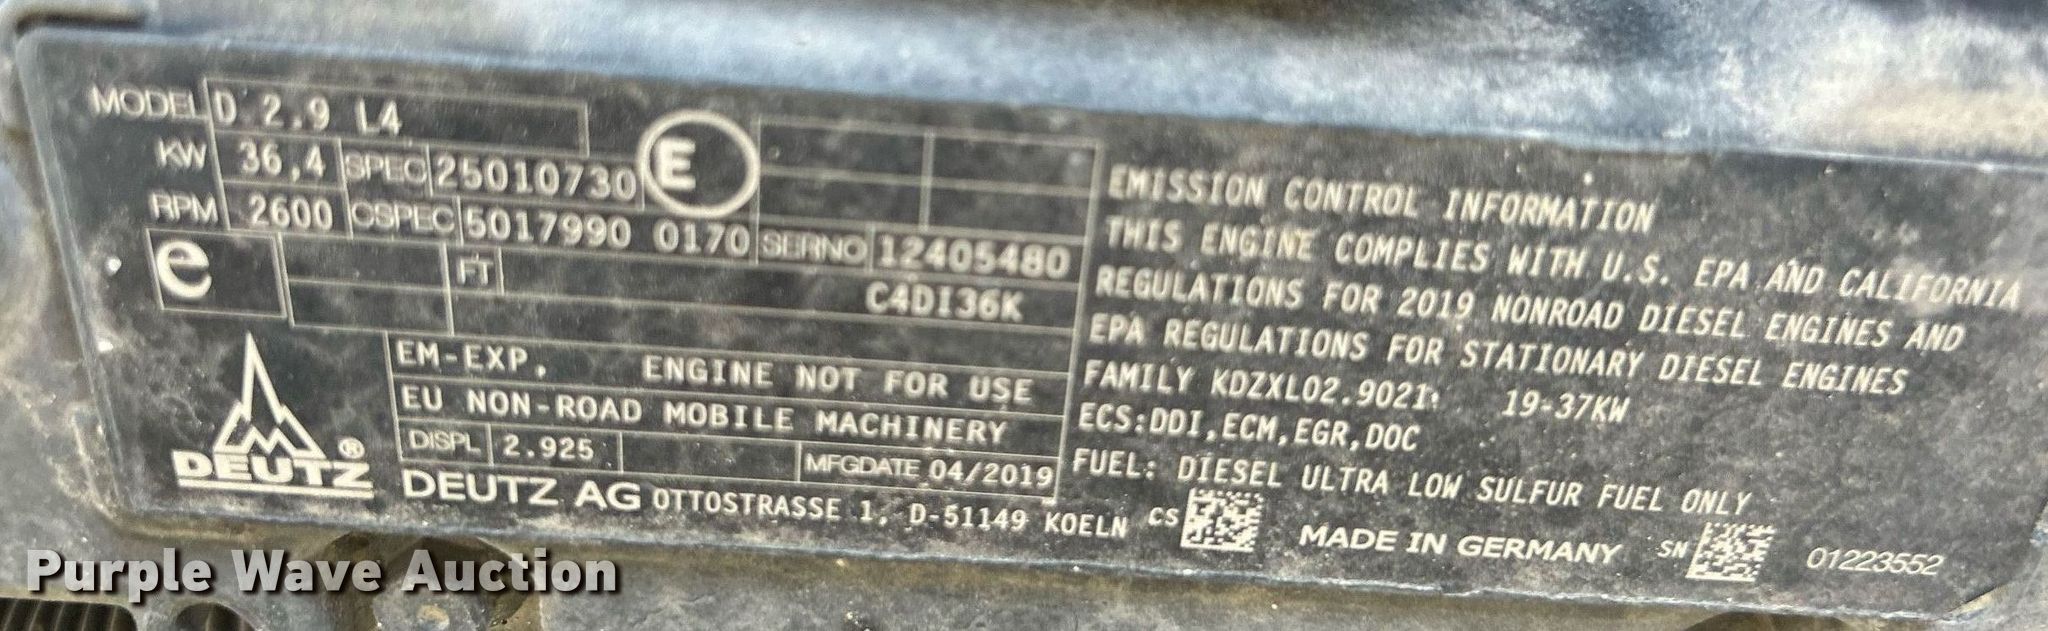 MODEL D 2.9 L4
KW 36,4 SPEC 25010730 E
RPM 2600 CSPEC 5017990 0170 SERNO 12405480
e FT
C4DI36K
EM-EXP. ENGINE NOT FOR USE
EU NON-ROAD MOBILE MACHINERY
DISPL 2.925 MFGDATE 04/2019
DEUTZ®
DEUTZ AG OTTOSTRASSE 1, D-51149 KOELN
EMISSION CONTROL INFORMATION
THIS ENGINE COMPLIES WITH U.S. EPA AND CALIFORNIA
REGULATIONS FOR 2019 NONROAD DIESEL ENGINES AND
EPA REGULATIONS FOR STATIONARY DIESEL ENGINES
FAMILY KDZXL02.9021: 19-37KW
ECS:DDI,ECM,EGR,DOC
FUEL: DIESEL ULTRA LOW SULFUR FUEL ONLY
CS MADE IN GERMANY SN 01223552
Purple Wave Auction